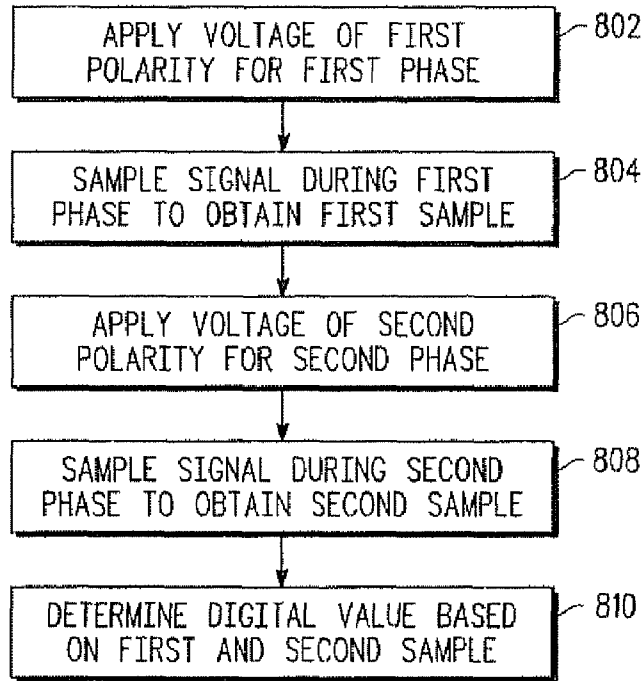 APPLY VOLTAGE OF FIRST
POLARITY FOR FIRST PHASE
802
SAMPLE SIGNAL DURING FIRST
PHASE TO OBTAIN FIRST SAMPLE
804
APPLY VOLTAGE OF SECOND
POLARITY FOR SECOND PHASE
806
SAMPLE SIGNAL DURING SECOND
PHASE TO OBTAIN SECOND SAMPLE
808
DETERMINE DIGITAL VALUE BASED
ON FIRST AND SECOND SAMPLE
810